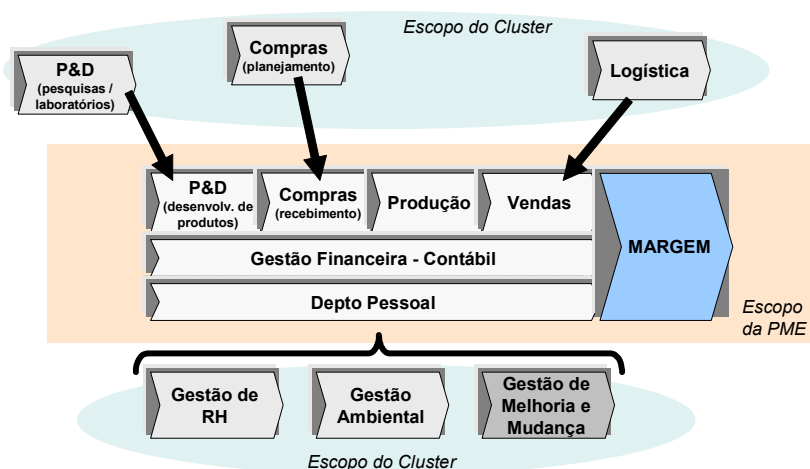 Escopo do Cluster
P&D
(pesquisas /
laboratórios)
Compras
(planejamento)
Logística
P&D
(desenvolv. de
produtos)
Compras
(recebimento)
Produção
Vendas
MARGEM
Gestão Financeira - Contábil
Depto Pessoal
Escopo
da PME
Gestão de
RH
Gestão
Ambiental
Gestão de
Melhoria e
Mudança
Escopo do Cluster